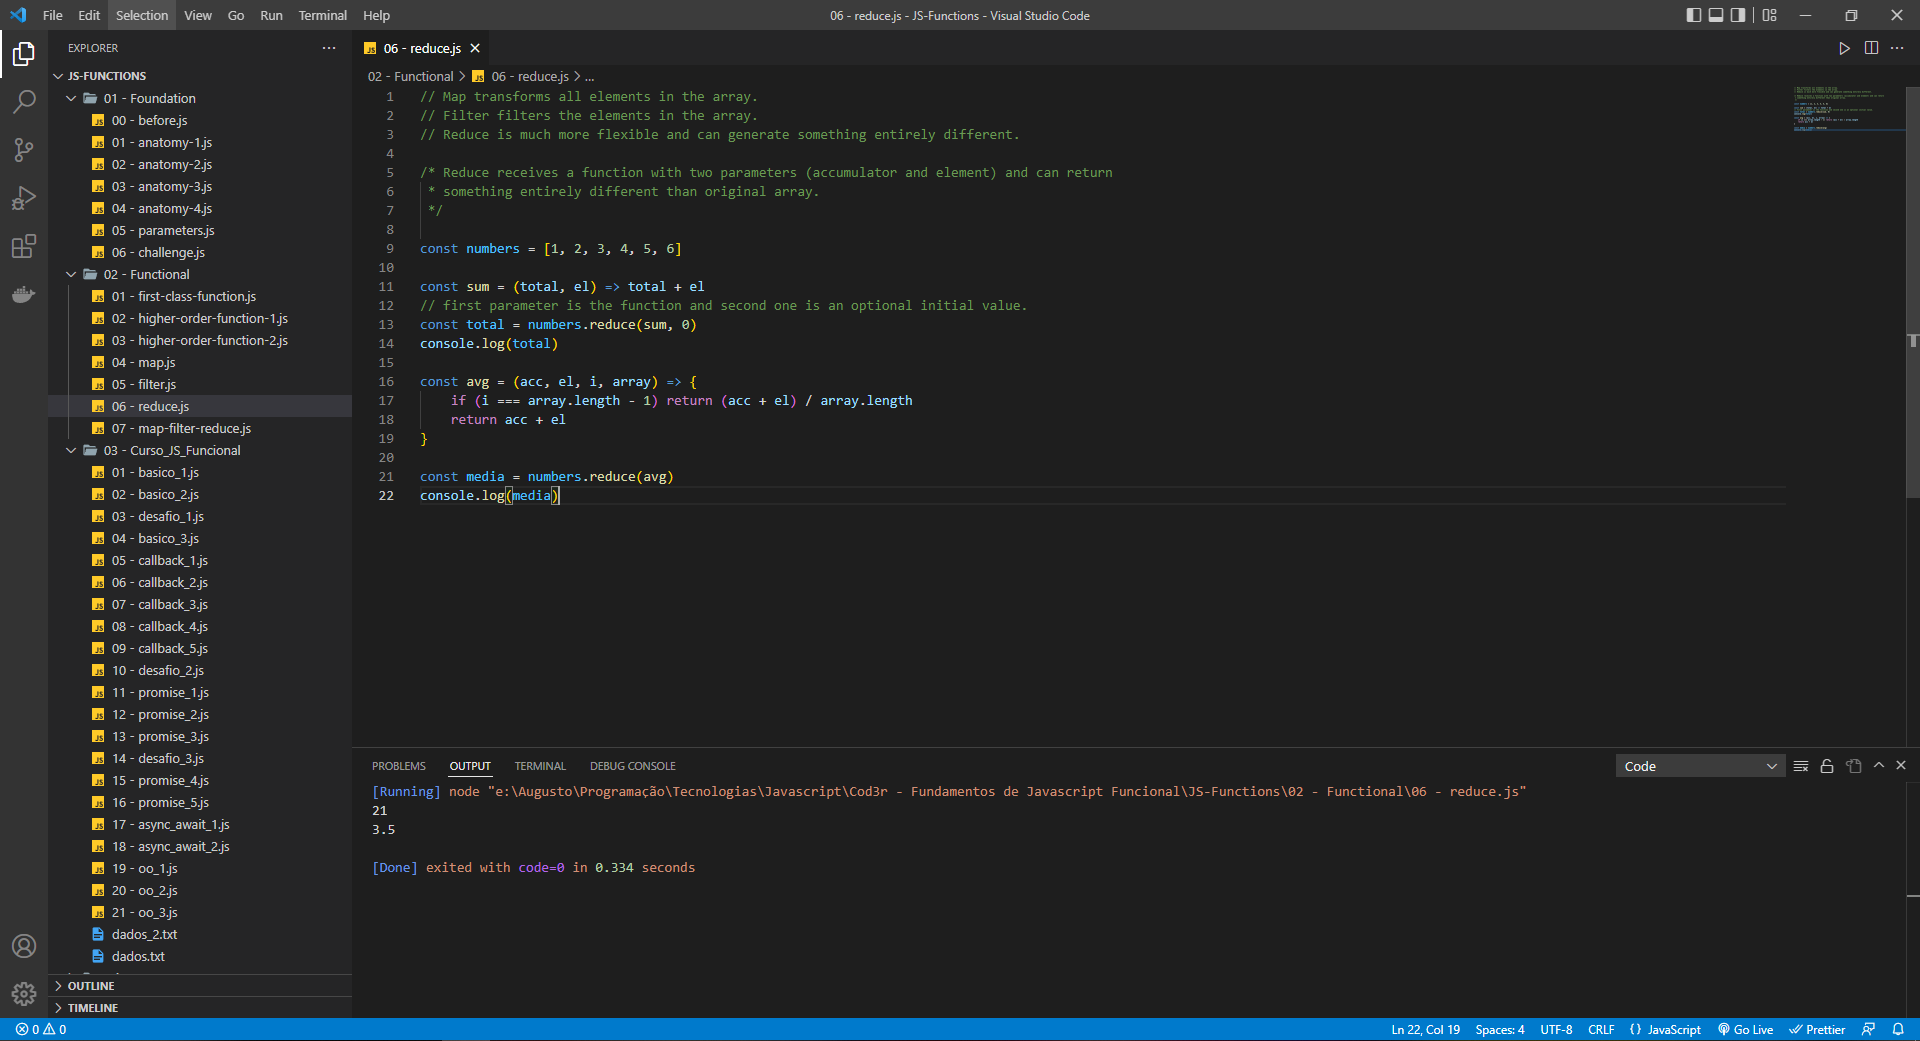 File Edit Selection View Go Run Terminal Help
06 - reduce.js - JS-Functions - Visual Studio Code
EXPLORER
JS-FUNCTIONS
01 - Foundation
00 - before.js
01 - anatomy-1.js
02 - anatomy-2.js
03 - anatomy-3.js
04 - anatomy-4.js
05 - parameters.js
06 - challenge.js
02 - Functional
01 - first-class-function.js
02 - higher-order-function-1.js
03 - higher-order-function-2.js
04 - map.js
05 - filter.js
06 - reduce.js
07 - map-filter-reduce.js
03 - Curso_JS_Funcional
01 - basico_1.js
02 - basico_2.js
03 - desafio_1.js
04 - basico_3.js
05 - callback_1.js
06 - callback_2.js
07 - callback_3.js
08 - callback_4.js
09 - callback_5.js
10 - desafio_2.js
11 - promise_1.js
12 - promise_2.js
13 - promise_3.js
14 - desafio_3.js
15 - promise_4.js
16 - promise_5.js
17 - async_await_1.js
18 - async_await_2.js
19 - oo_1.js
20 - oo_2.js
21 - oo_3.js
dados_2.txt
dados.txt
OUTLINE
TIMELINE
06 - reduce.js
02 - Functional > 06 - reduce.js > ...
1 // Map transforms all elements in the array.
2 // Filter filters the elements in the array.
3 // Reduce is much more flexible and can generate something entirely different.
4
5 /* Reduce receives a function with two parameters (accumulator and element) and can return
6 * something entirely different than original array.
7 */
8
9 const numbers = [1, 2, 3, 4, 5, 6]
10
11 const sum = (total, el) => total + el
12 // first parameter is the function and second one is an optional initial value.
13 const total = numbers.reduce(sum, 0)
14 console.log(total)
15
16 const avg = (acc, el, i, array) => {
17 if (i === array.length - 1) return (acc + el) / array.length
18 return acc + el
19 }
20
21 const media = numbers.reduce(avg)
22 console.log(media)
PROBLEMS OUTPUT TERMINAL DEBUG CONSOLE
Code
[Running] node "e:\Augusto\Programação\Tecnologias\Javascript\Cod3r - Fundamentos de Javascript Funcional\JS-Functions\02 - Functional\06 - reduce.js"
21
3.5
[Done] exited with code=0 in 0.334 seconds
0 0
Ln 22, Col 19 Spaces: 4 UTF-8 CRLF {} JavaScript Go Live Prettier